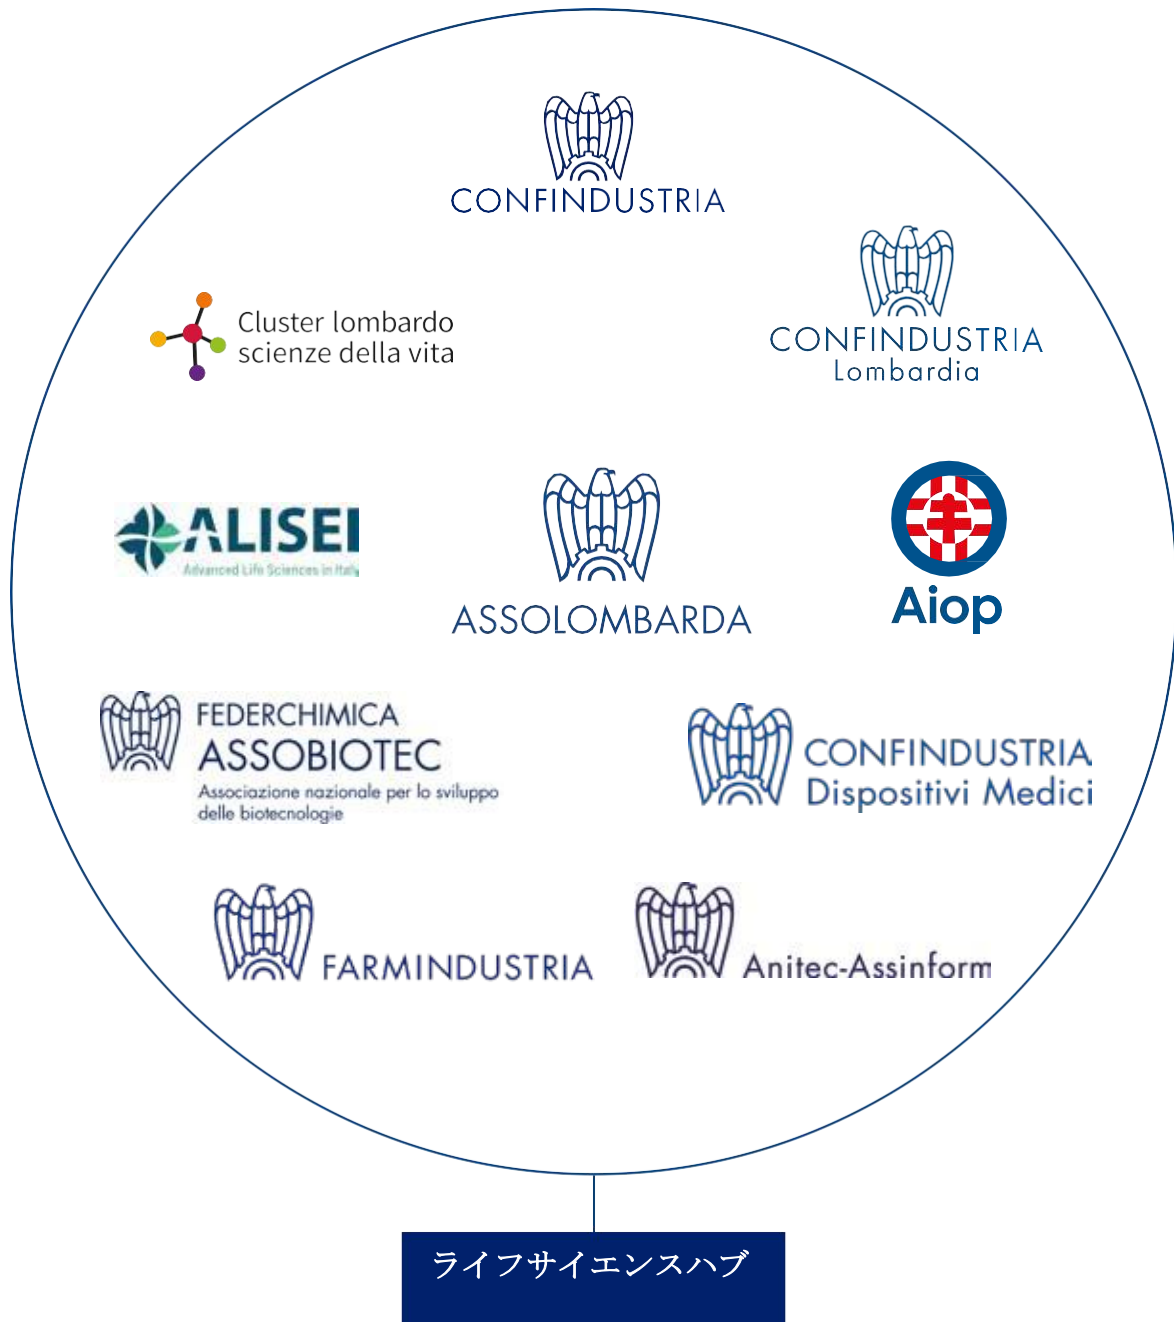 CONFINDUSTRIA
Cluster lombardo
scienze della vita
CONFINDUSTRIA
Lombardia
ALISEI
Advanced Life Sciences in Italy
ASSOLOMBARDA
Aiop
FEDERCHIMICA
ASSOBIOTEC
Associazione nazionale per lo sviluppo
delle biotecnologie
CONFINDUSTRIA
Dispositivi Medici
FARMINDUSTRIA
Anitec-Assinform
ライフサイエンスハブ